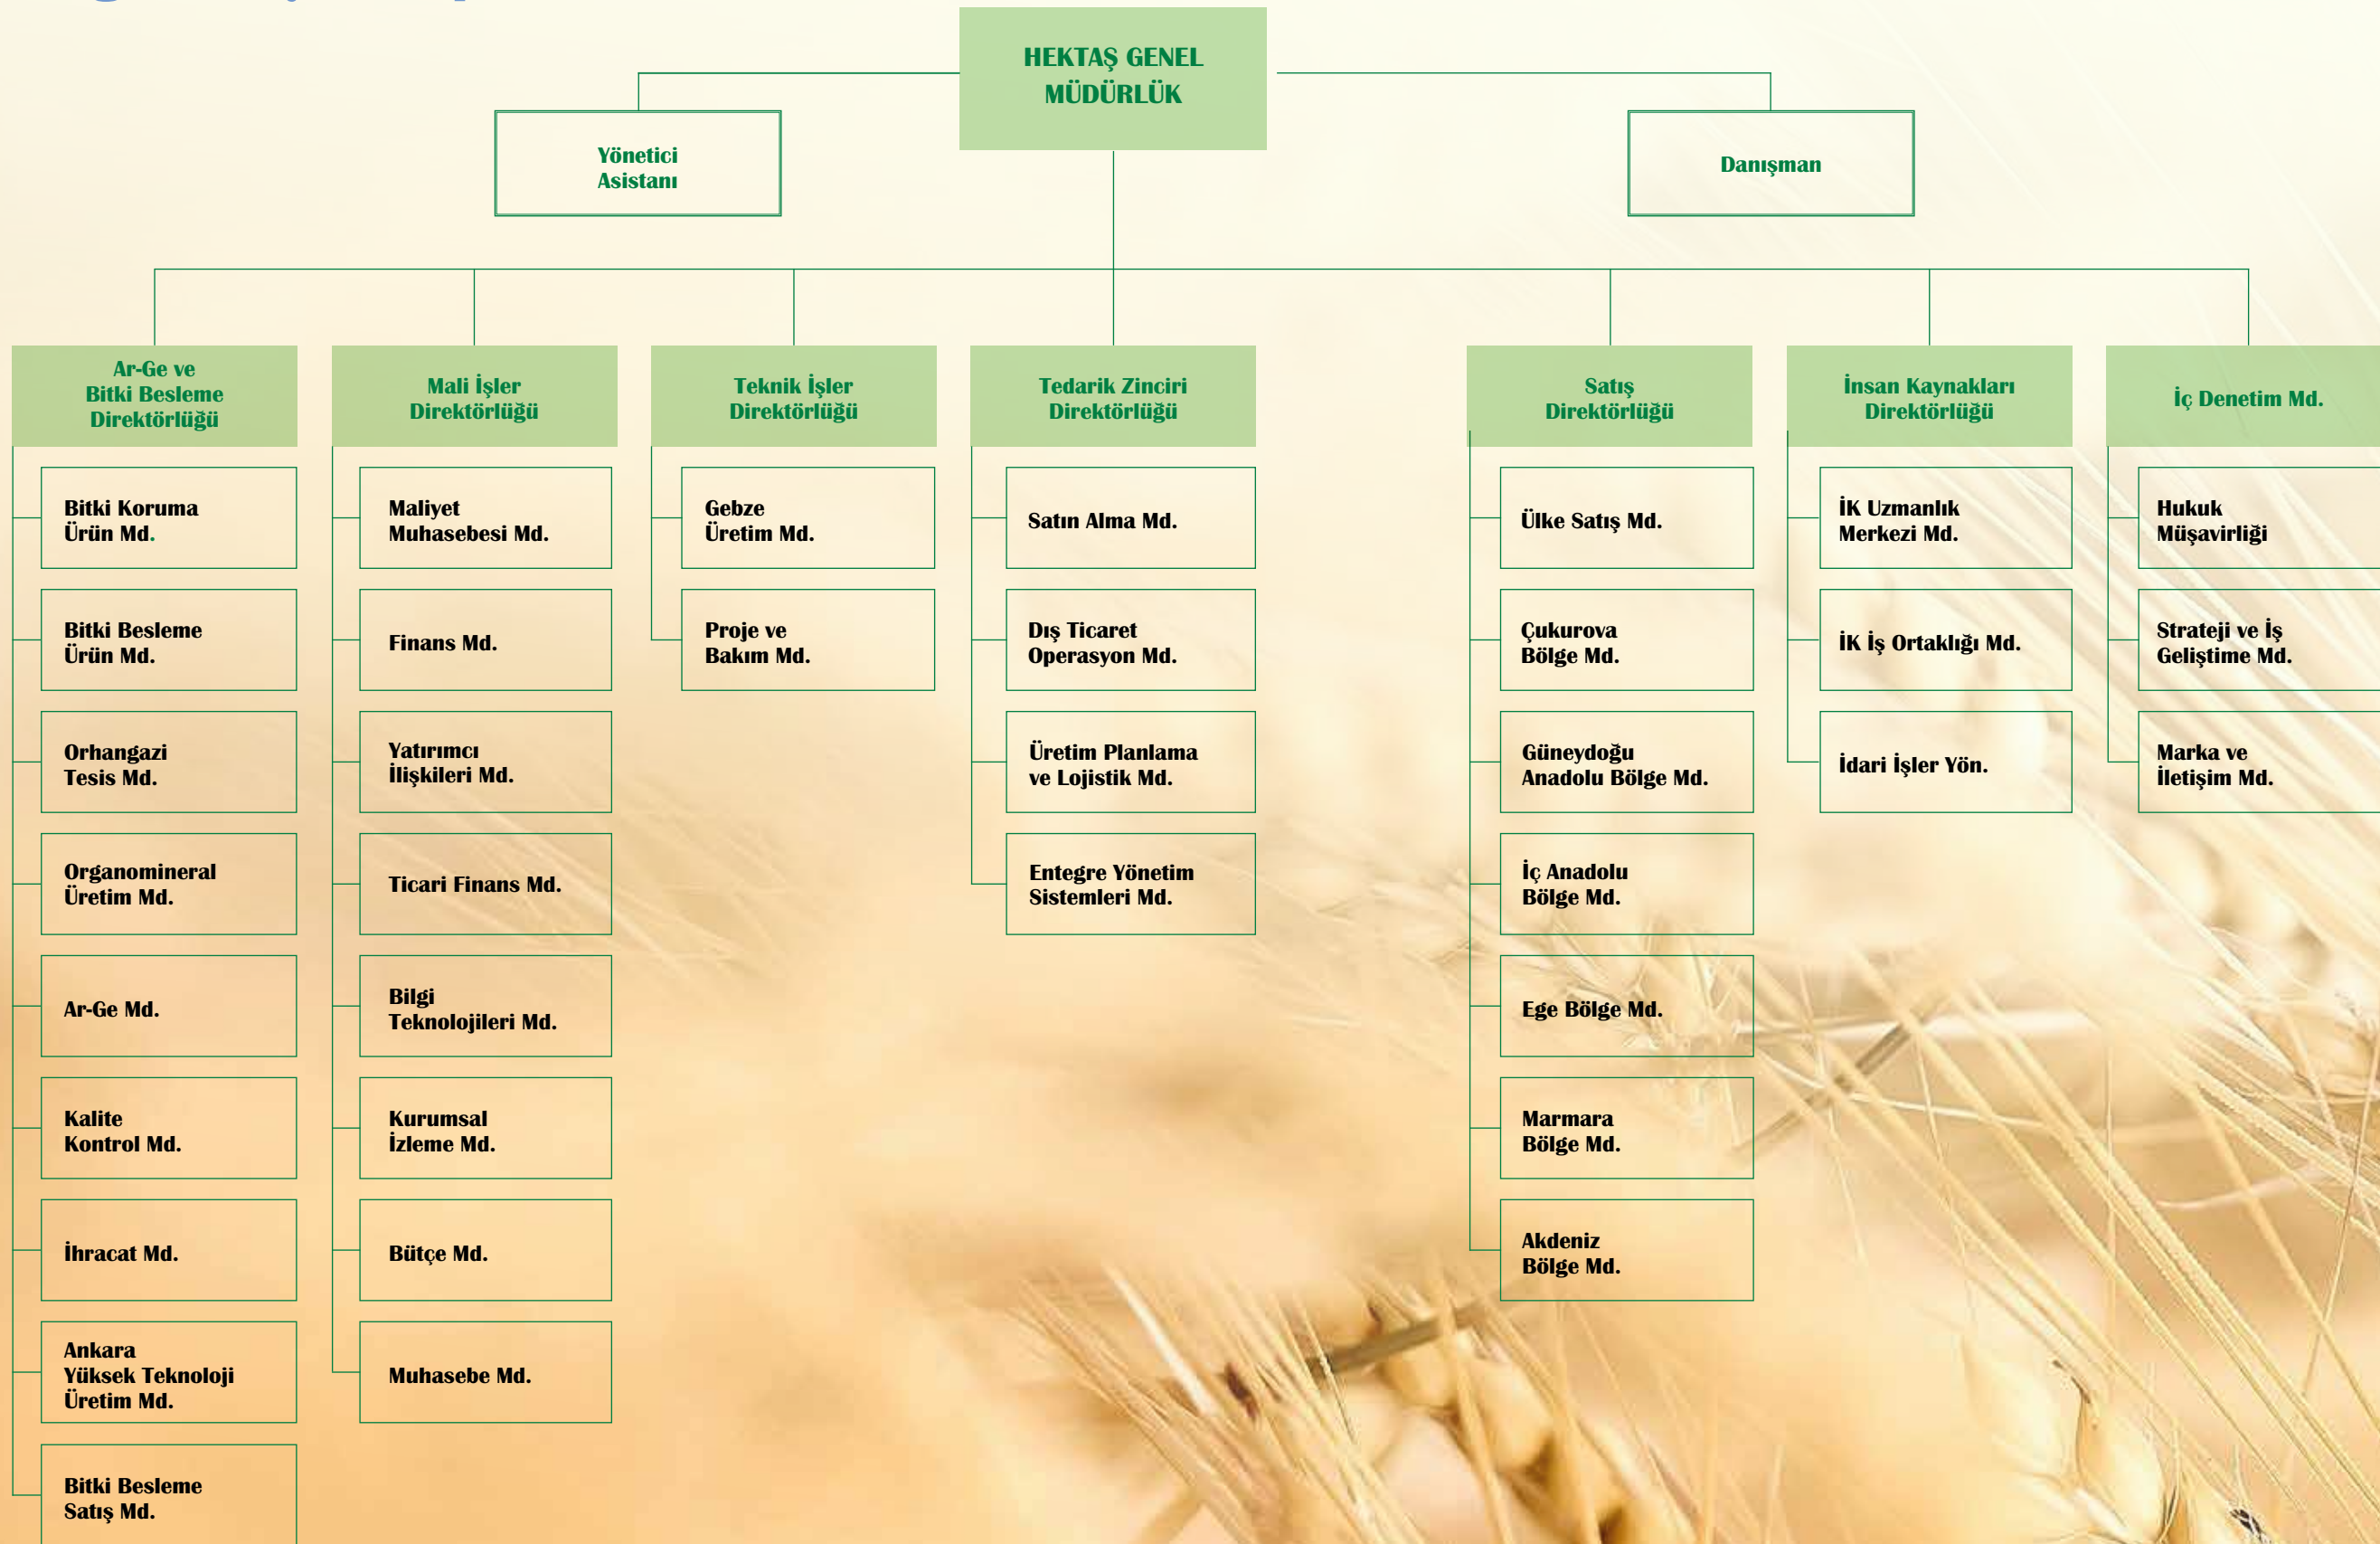 HEKTAŞ GENEL
MÜDÜRLÜK
Yönetici
Asistanı
Danışman
Ar-Ge ve
Bitki Besleme
Direktörlüğü
Bitki Koruma
Ürün Md.
Bitki Besleme
Ürün Md.
Orhangazi
Tesis Md.
Organomineral
Üretim Md.
Ar-Ge Md.
Kalite
Kontrol Md.
İhracat Md.
Ankara
Yüksek Teknoloji
Üretim Md.
Bitki Besleme
Satış Md.
Mali İşler
Direktörlüğü
Maliyet
Muhasebesi Md.
Finans Md.
Yatırımcı
İlişkileri Md.
Ticari Finans Md.
Bilgi
Teknolojileri Md.
Kurumsal
İzleme Md.
Bütçe Md.
Muhasebe Md.
Teknik İşler
Direktörlüğü
Gebze
Üretim Md.
Proje ve
Bakım Md.
Tedarik Zinciri
Direktörlüğü
Satın Alma Md.
Dış Ticaret
Operasyon Md.
Üretim Planlama
ve Lojistik Md.
Entegre Yönetim
Sistemleri Md.
Satış
Direktörlüğü
Ülke Satış Md.
Çukurova
Bölge Md.
Güneydoğu
Anadolu Bölge Md.
İç Anadolu
Bölge Md.
Ege Bölge Md.
Marmara
Bölge Md.
Akdeniz
Bölge Md.
İnsan Kaynakları
Direktörlüğü
İK Uzmanlık
Merkezi Md.
İK İş Ortaklığı Md.
İdari İşler Yön.
İç Denetim Md.
Hukuk
Müşavirliği
Strateji ve İş
Geliştime Md.
Marka ve
İletişim Md.